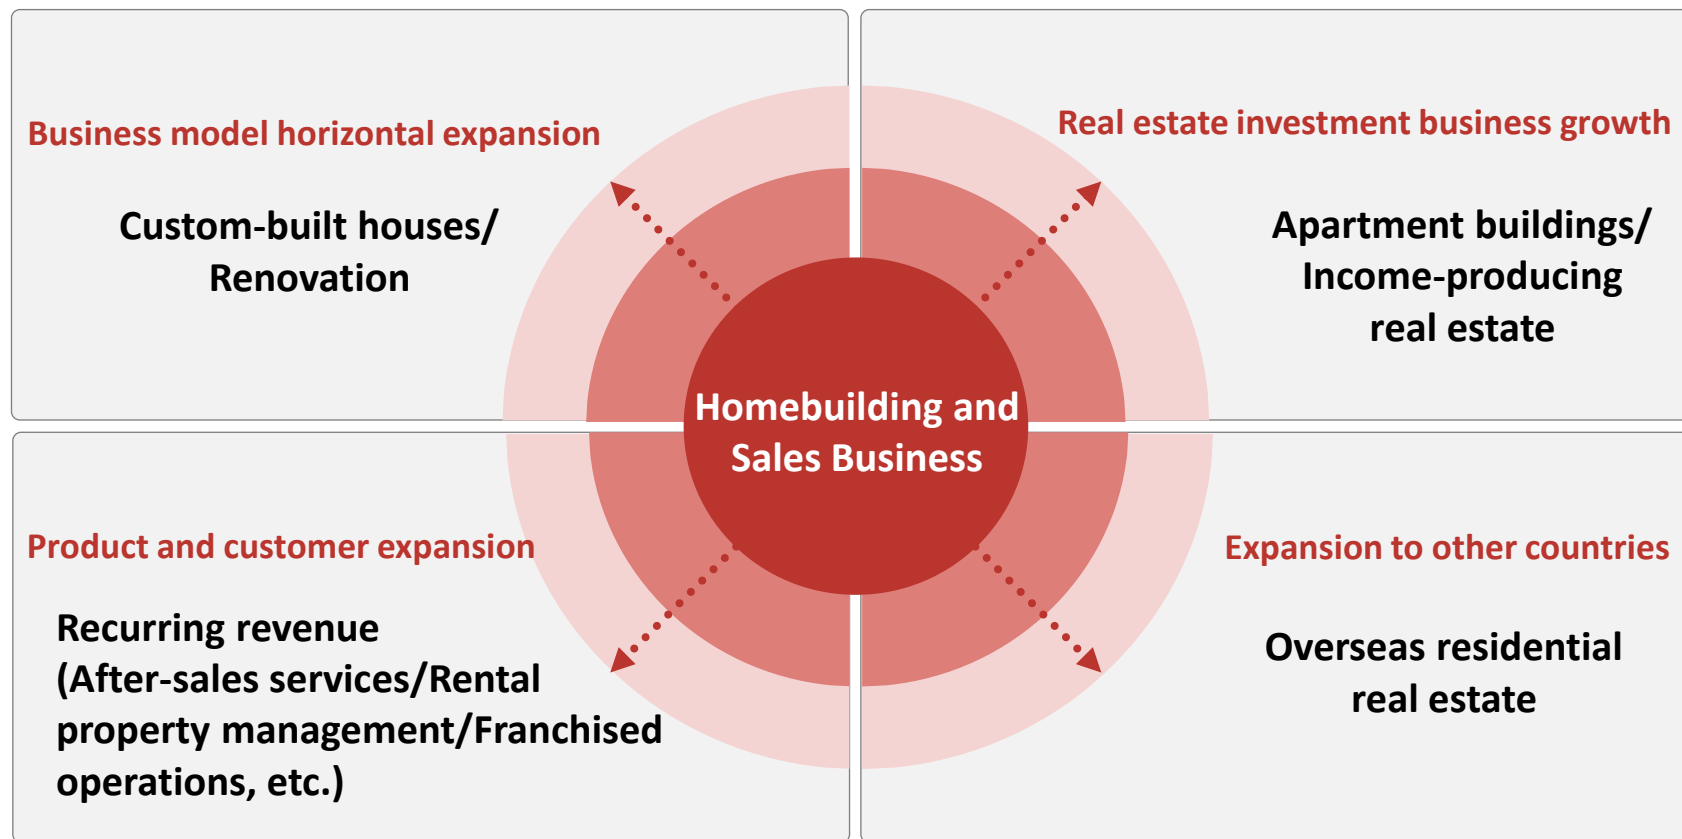 Business model horizontal expansion
Custom-built houses/
Renovation
Real estate investment business growth
Apartment buildings/
Income-producing
real estate
Homebuilding and
Sales Business
Product and customer expansion
Recurring revenue
(After-sales services/Rental
property management/Franchised
operations, etc.)
Expansion to other countries
Overseas residential
real estate